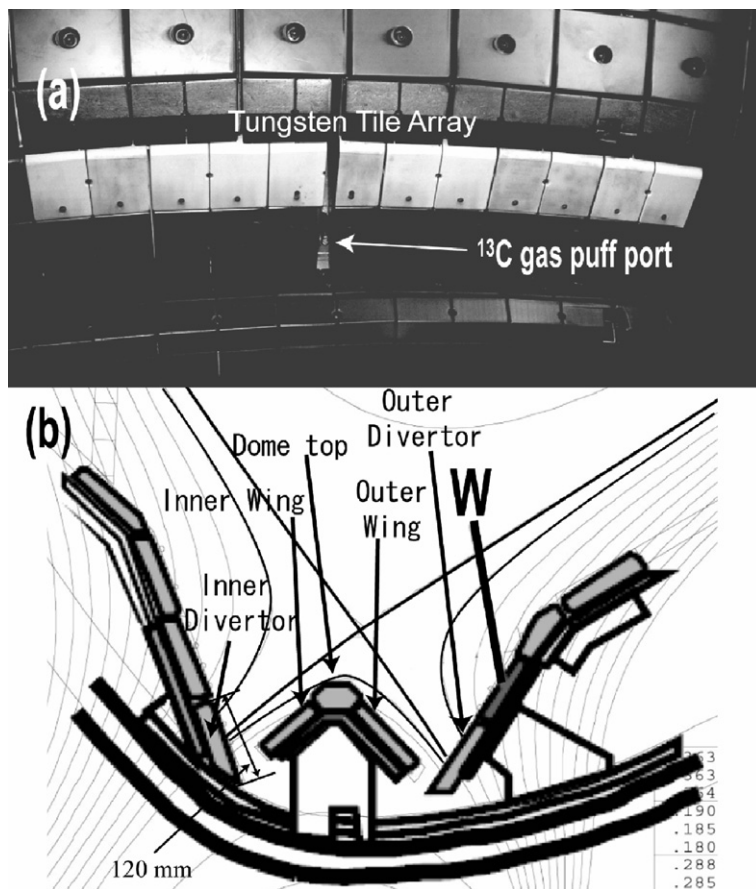 (a)
Tungsten Tile Array
¹³C gas puff port
(b)
Outer
Divertor
Dome top
W
Inner Wing
Outer
Wing
Inner
Divertor
120 mm
.190
.185
.180
.288
.285